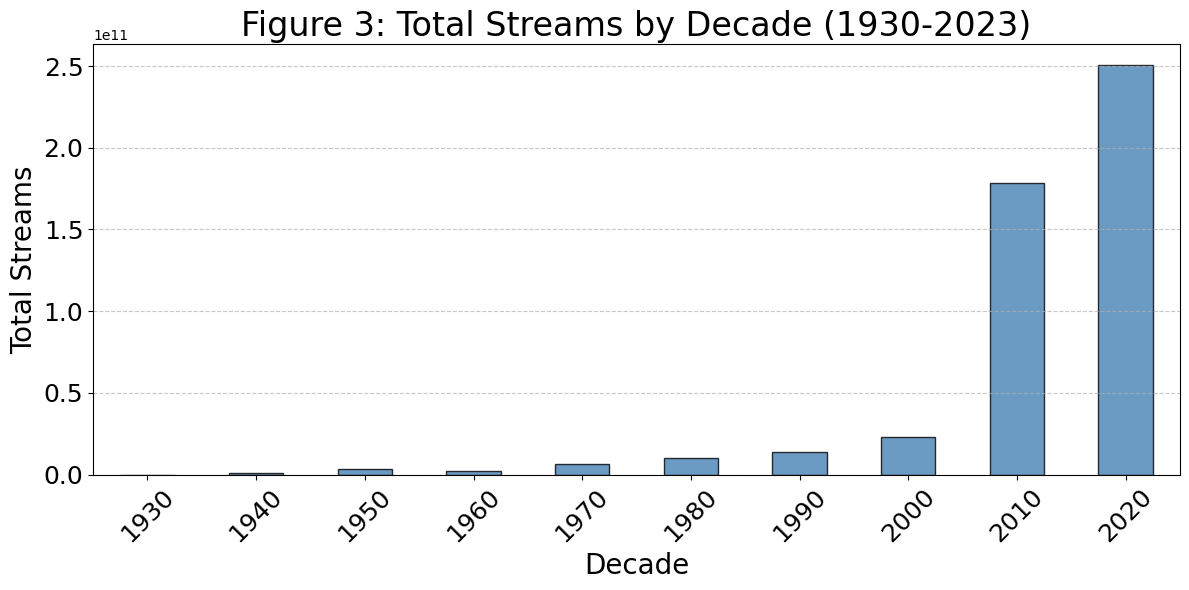 Figure 3: Total Streams by Decade (1930-2023)
1e11
2.5
2.0
1.5
1.0
0.5
0.0
Total Streams
1930 1940 1950 1960 1970 1980 1990 2000 2010 2020
Decade